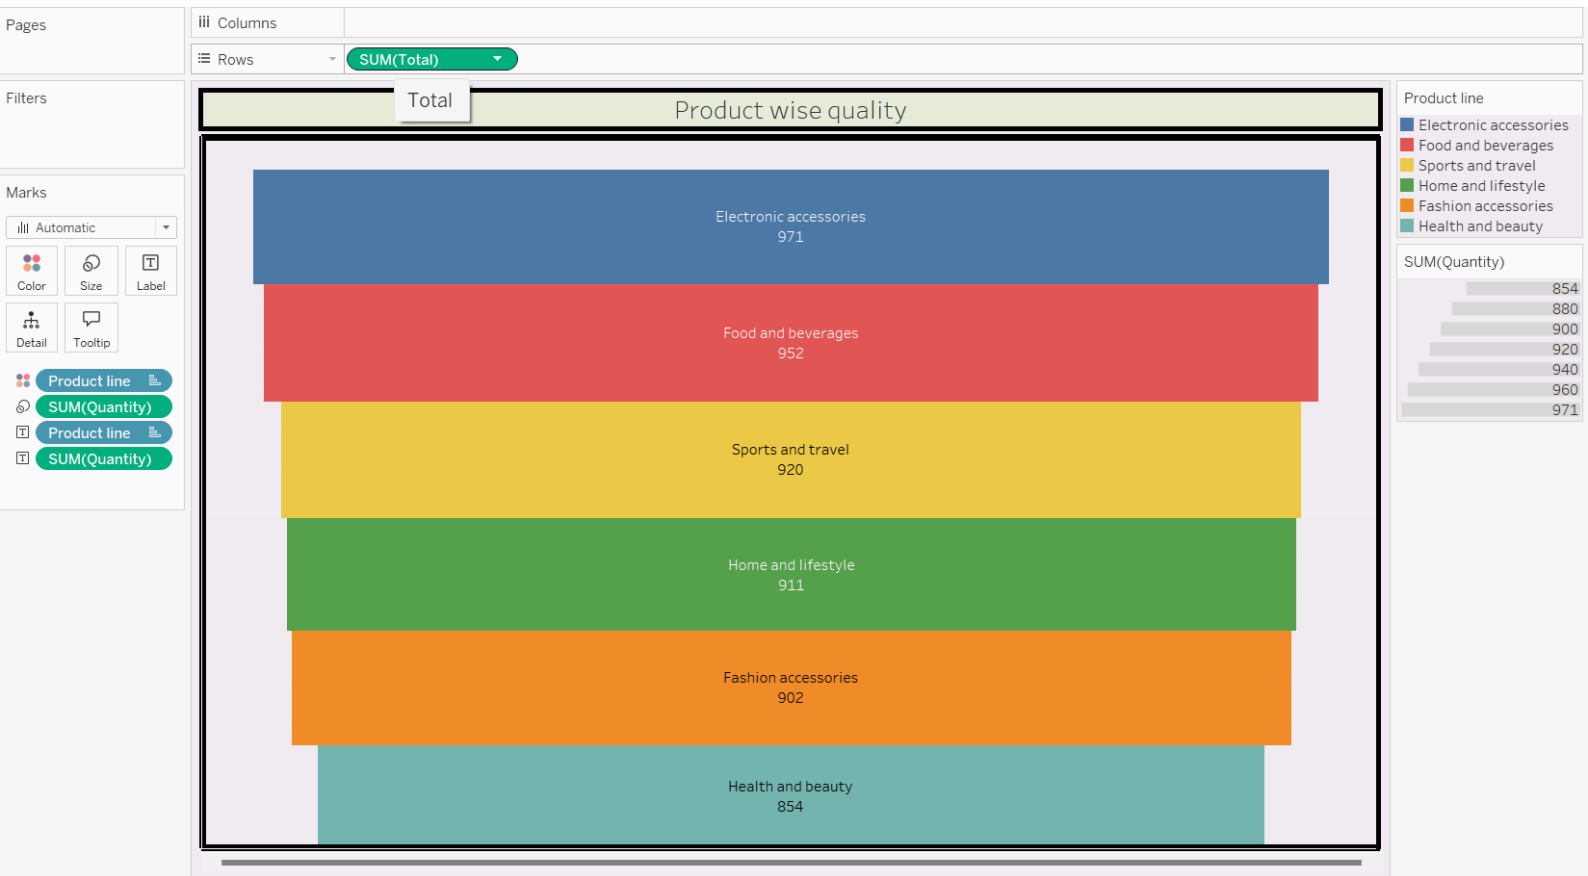 Pages
Columns
Rows
SUM(Total)
Total
Filters
Marks
Automatic
Color
Size
Label
Detail
Tooltip
Product line
SUM(Quantity)
Product line
SUM(Quantity)
Product wise quality
Electronic accessories
971
Food and beverages
952
Sports and travel
920
Home and lifestyle
911
Fashion accessories
902
Health and beauty
854
Product line
Electronic accessories
Food and beverages
Sports and travel
Home and lifestyle
Fashion accessories
Health and beauty
SUM(Quantity)
854
880
900
920
940
960
971